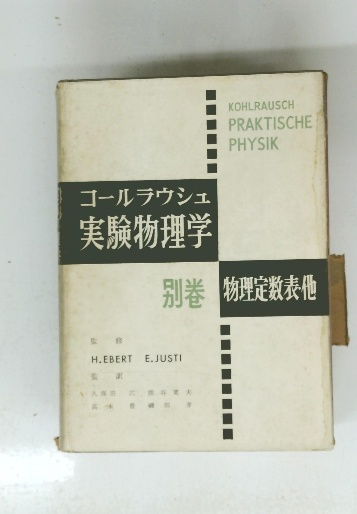 KOHLRAUSCH
PRAKTISCHE
PHYSIK
コールラウシュ
実験物理学
別巻
物理定数表・他
監修
H.EBERT E.JUSTI
監訳